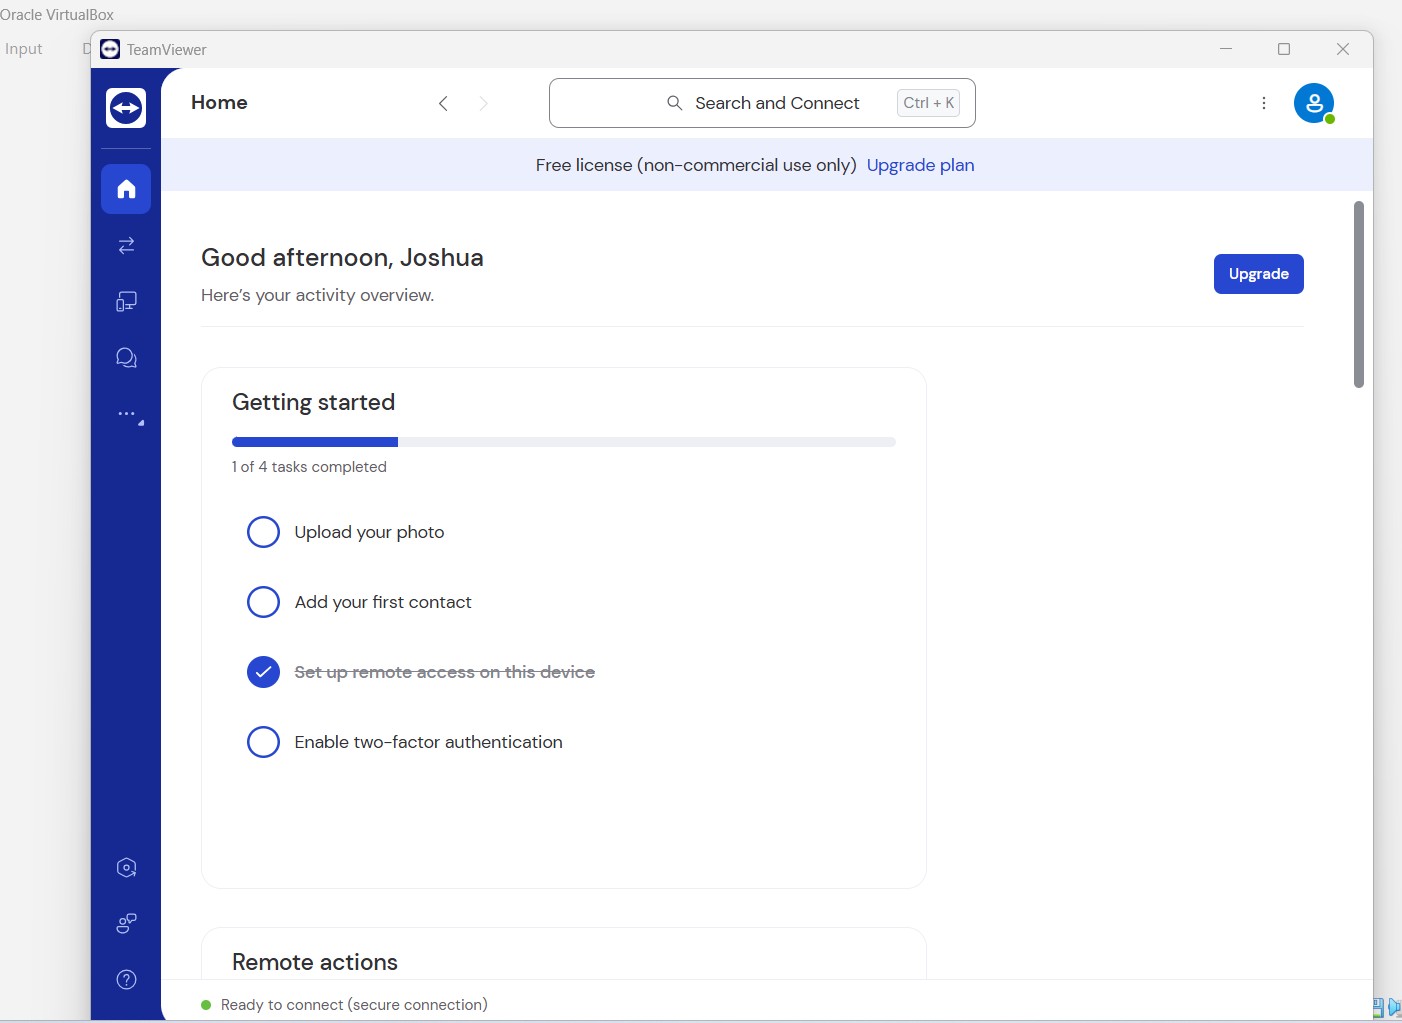 Oracle VirtualBox
Input
TeamViewer
Home
Search and Connect
Ctrl + K
Free license (non-commercial use only) Upgrade plan
Good afternoon, Joshua
Here's your activity overview.
Upgrade
Getting started
1 of 4 tasks completed
Upload your photo
Add your first contact
Set up remote access on this device
Enable two-factor authentication
Remote actions
Ready to connect (secure connection)